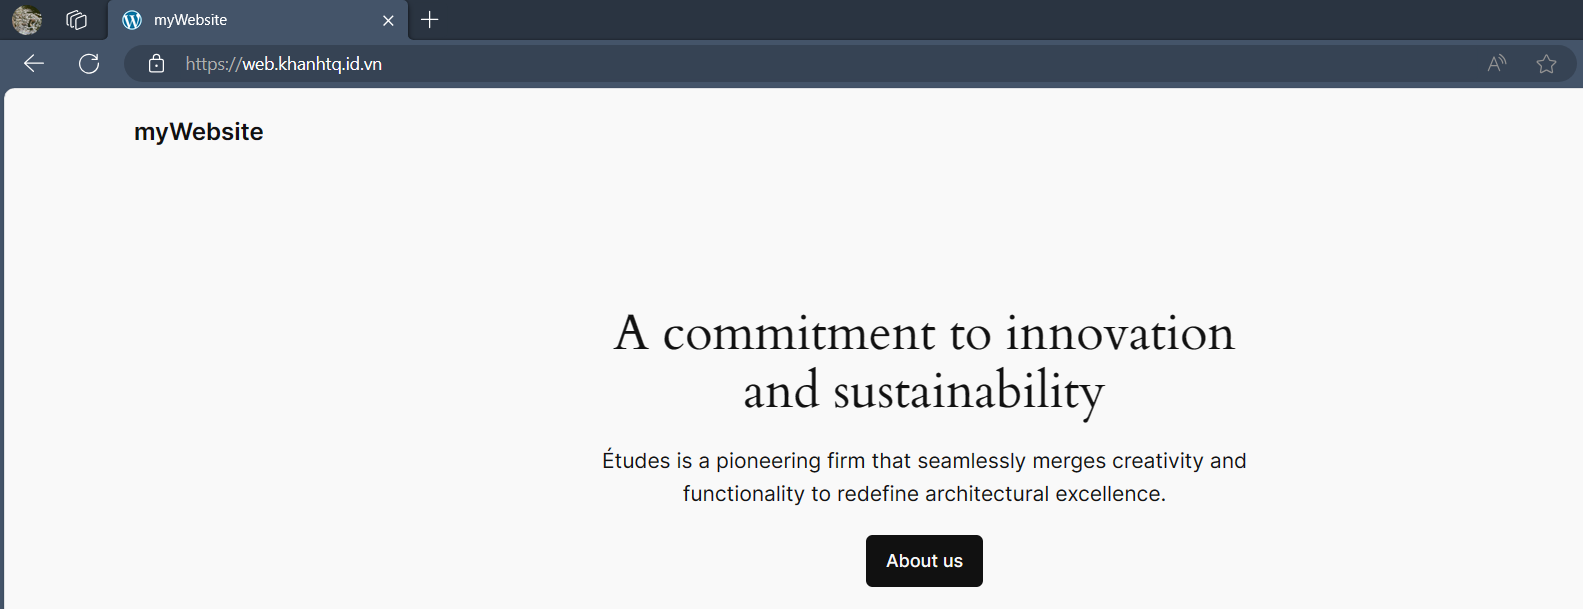 myWebsite
https://web.khanhtq.id.vn
myWebsite
A commitment to innovation
and sustainability
Études is a pioneering firm that seamlessly merges creativity and
functionality to redefine architectural excellence.
About us